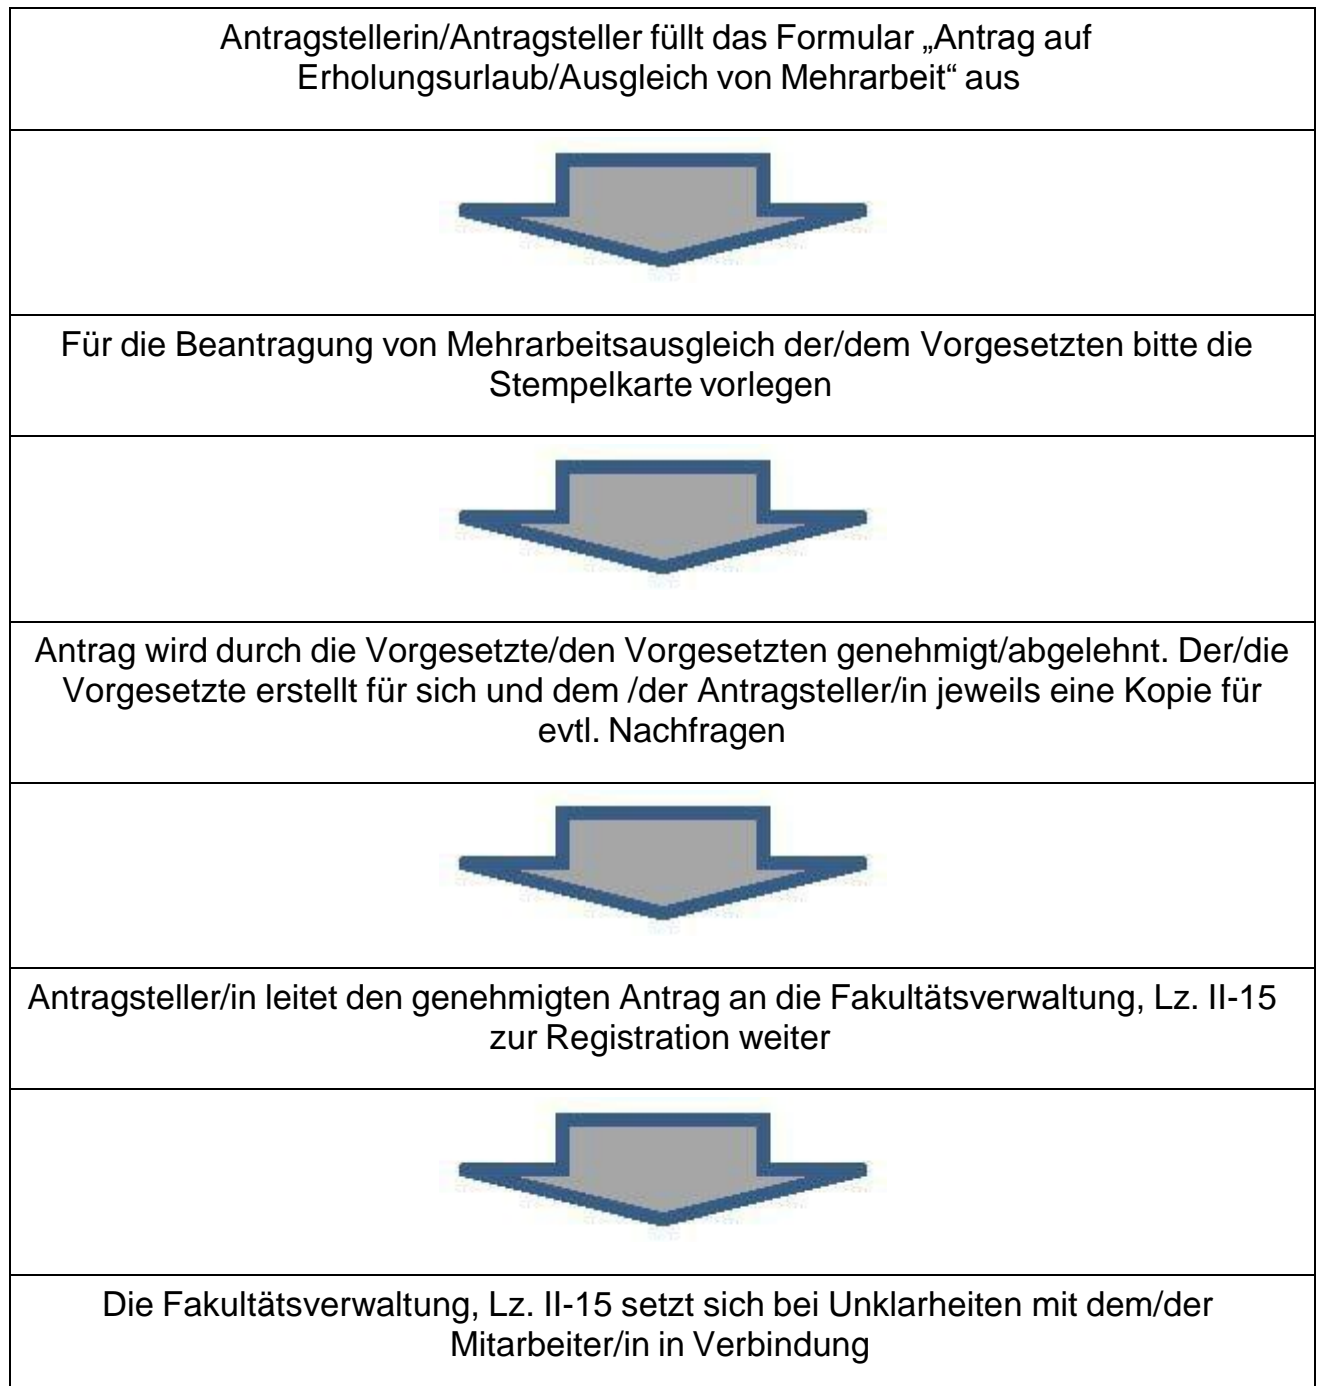 Antragstellerin/Antragsteller füllt das Formular „Antrag auf
Erholungsurlaub/Ausgleich von Mehrarbeit“ aus
Für die Beantragung von Mehrarbeitsausgleich der/dem Vorgesetzten bitte die
Stempelkarte vorlegen
Antrag wird durch die Vorgesetzte/den Vorgesetzten genehmigt/abgelehnt. Der/die
Vorgesetzte erstellt für sich und dem /der Antragsteller/in jeweils eine Kopie für
evtl. Nachfragen
Antragsteller/in leitet den genehmigten Antrag an die Fakultätsverwaltung, Lz. II-15
zur Registration weiter
Die Fakultätsverwaltung, Lz. II-15 setzt sich bei Unklarheiten mit dem/der
Mitarbeiter/in in Verbindung